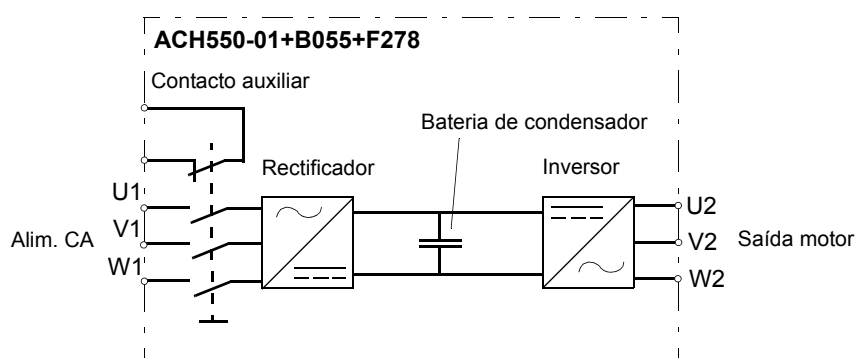 ACH550-01+B055+F278
Contacto auxiliar
Bateria de condensador
Rectificador
Inversor
U1
V1
W1
Alim. CA
U2
V2
W2
Saída motor